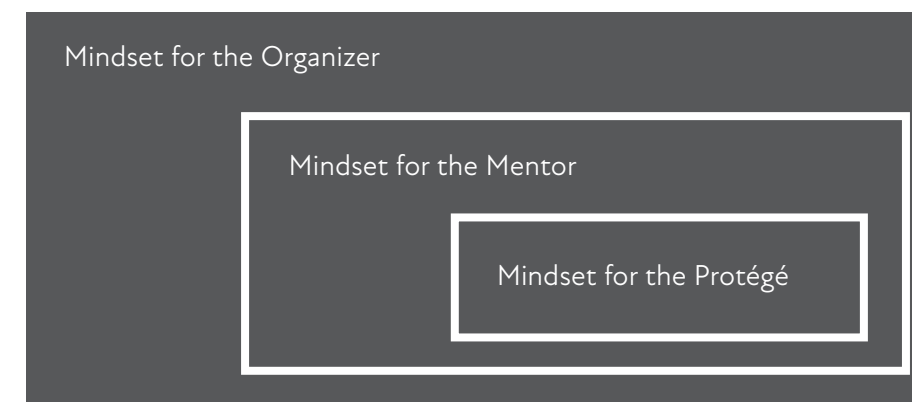 Mindset for the Organizer
Mindset for the Mentor
Mindset for the Protégé